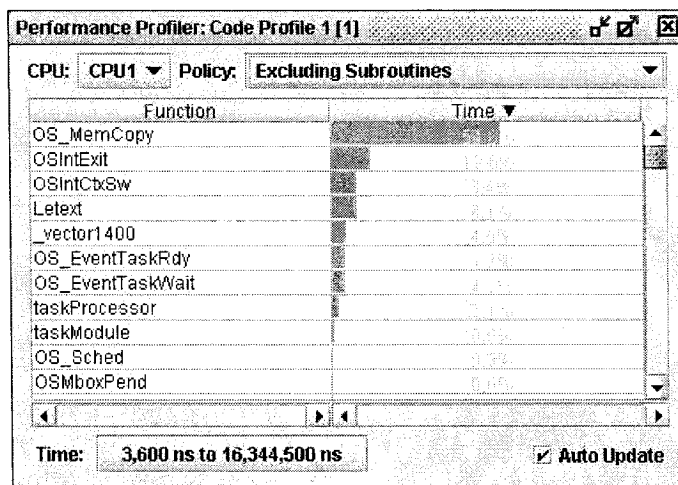 Performance Profiler: Code Profile 1 [1]
CPU: CPU1 Policy: Excluding Subroutines
Function Time
OS_MemCopy
OSIntExit
OSIntCtxSw
Letext
_vector1400
OS_EventTaskRdy
OS_EventTaskWait
taskProcessor
taskModule
OS_Sched
OSMboxPend
Time: 3,600 ns to 16,344,500 ns Auto Update